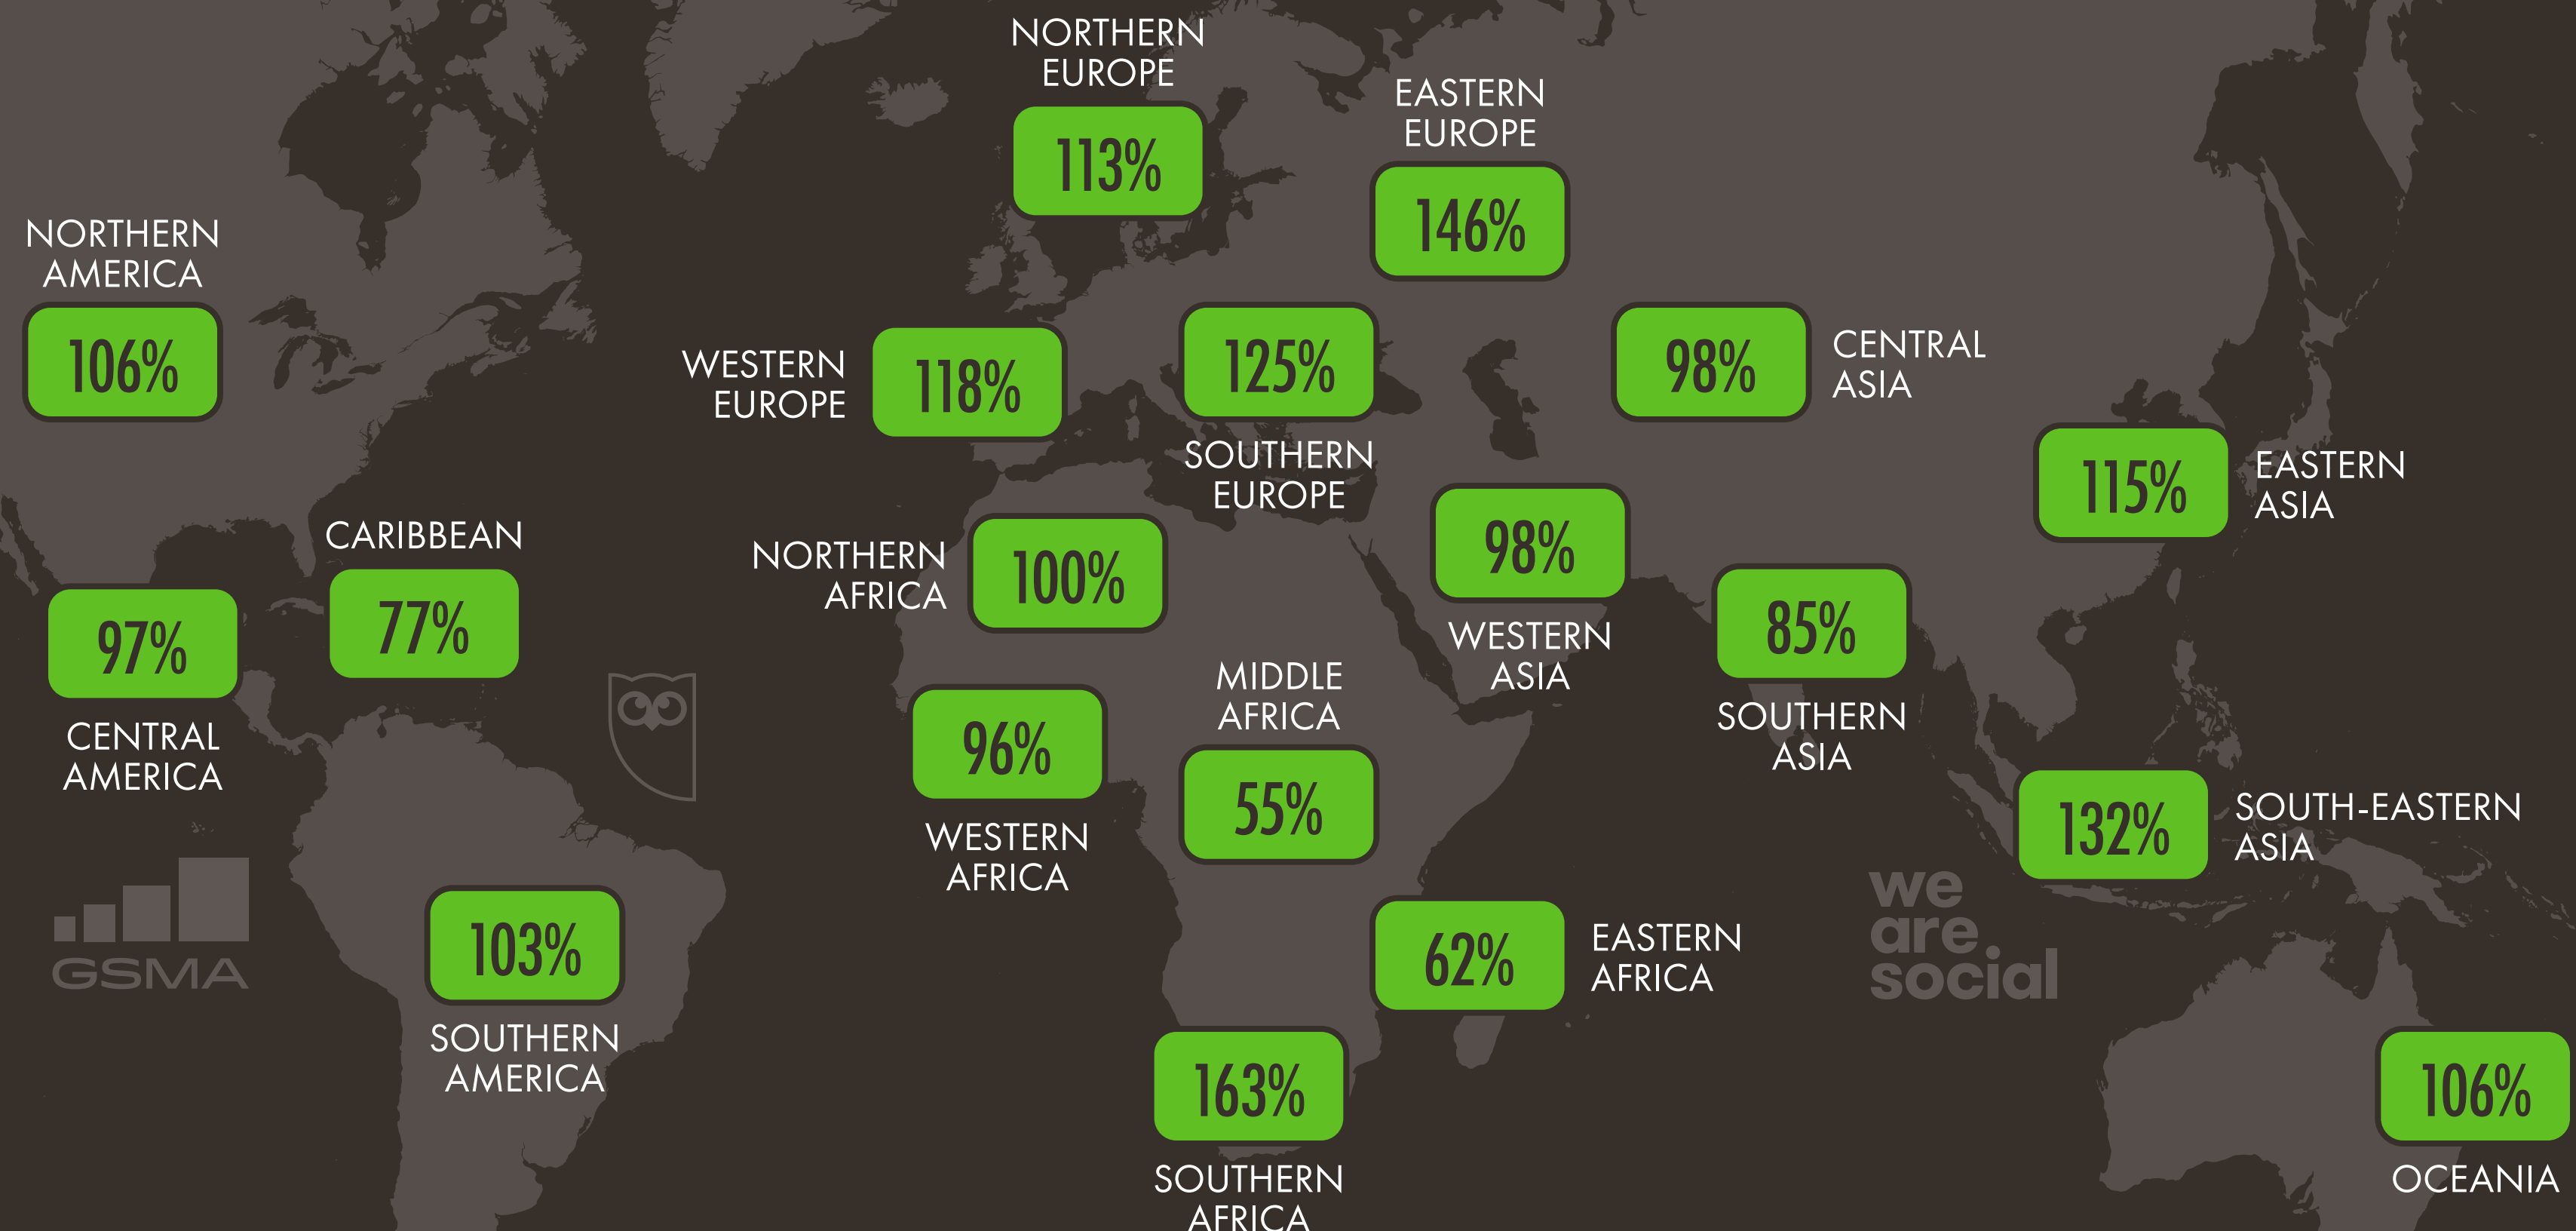 NORTHERN
EUROPE
113%
EASTERN
EUROPE
146%
NORTHERN
AMERICA
106%
WESTERN
EUROPE
118%
125%
SOUTHERN
EUROPE
98%
CENTRAL
ASIA
115%
EASTERN
ASIA
CARIBBEAN
77%
97%
CENTRAL
AMERICA
NORTHERN
AFRICA
100%
98%
WESTERN
ASIA
85%
SOUTHERN
ASIA
96%
WESTERN
AFRICA
MIDDLE
AFRICA
55%
132%
SOUTH-EASTERN
ASIA
GSMA
103%
SOUTHERN
AMERICA
62%
EASTERN
AFRICA
we
are
social
163%
SOUTHERN
AFRICA
106%
OCEANIA